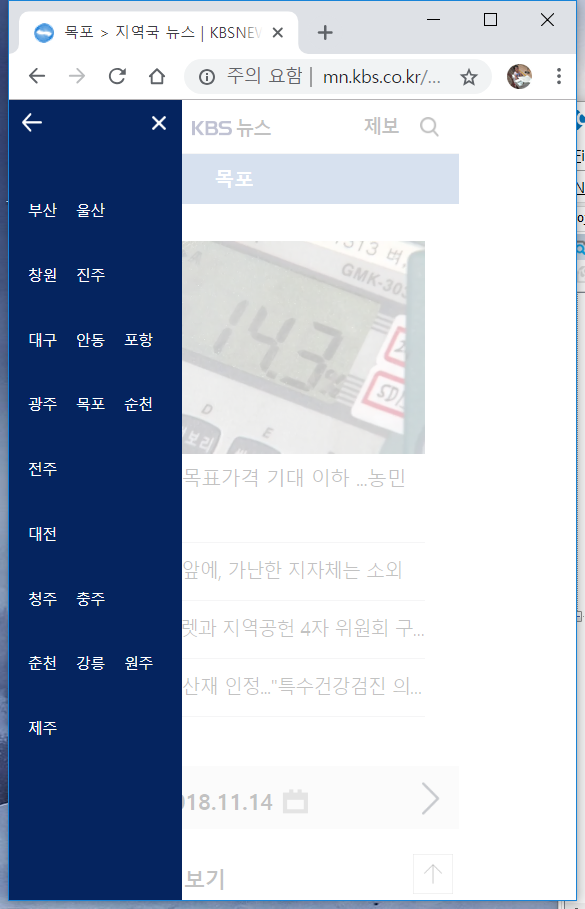 목포 > 지역국 뉴스 | KBSNEW
주의 요함 | mn.kbs.co.kr/...
KBS 뉴스 제보
목포
부산 울산
창원 진주
대구 안동 포항
광주 목포 순천
전주
대전
청주 충주
춘천 강릉 원주
제주
GMK-303
14.3%
D
E
목표가격 기대 이하 ...농민
앞에, 가난한 지자체는 소외
렛과 지역공헌 4자 위원회 구...
산재 인정..."특수건강검진 의...
018.11.14
보기